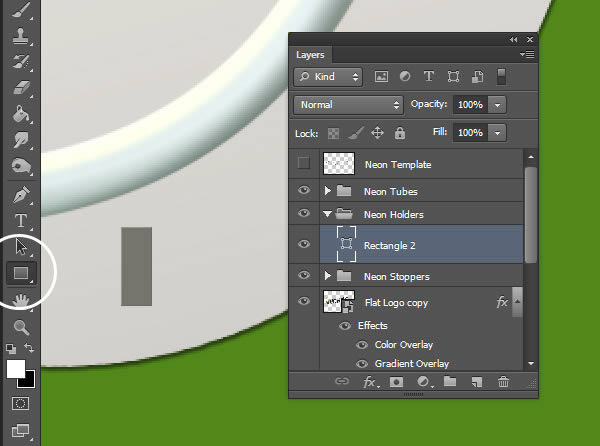 Layers
Kind
Normal
Opacity: 100%
Lock: Fill: 100%
Neon Template
Neon Tubes
Neon Holders
Rectangle 2
Neon Stoppers
Flat Logo copy fx
Effects
Color Overlay
Gradient Overlay
fx